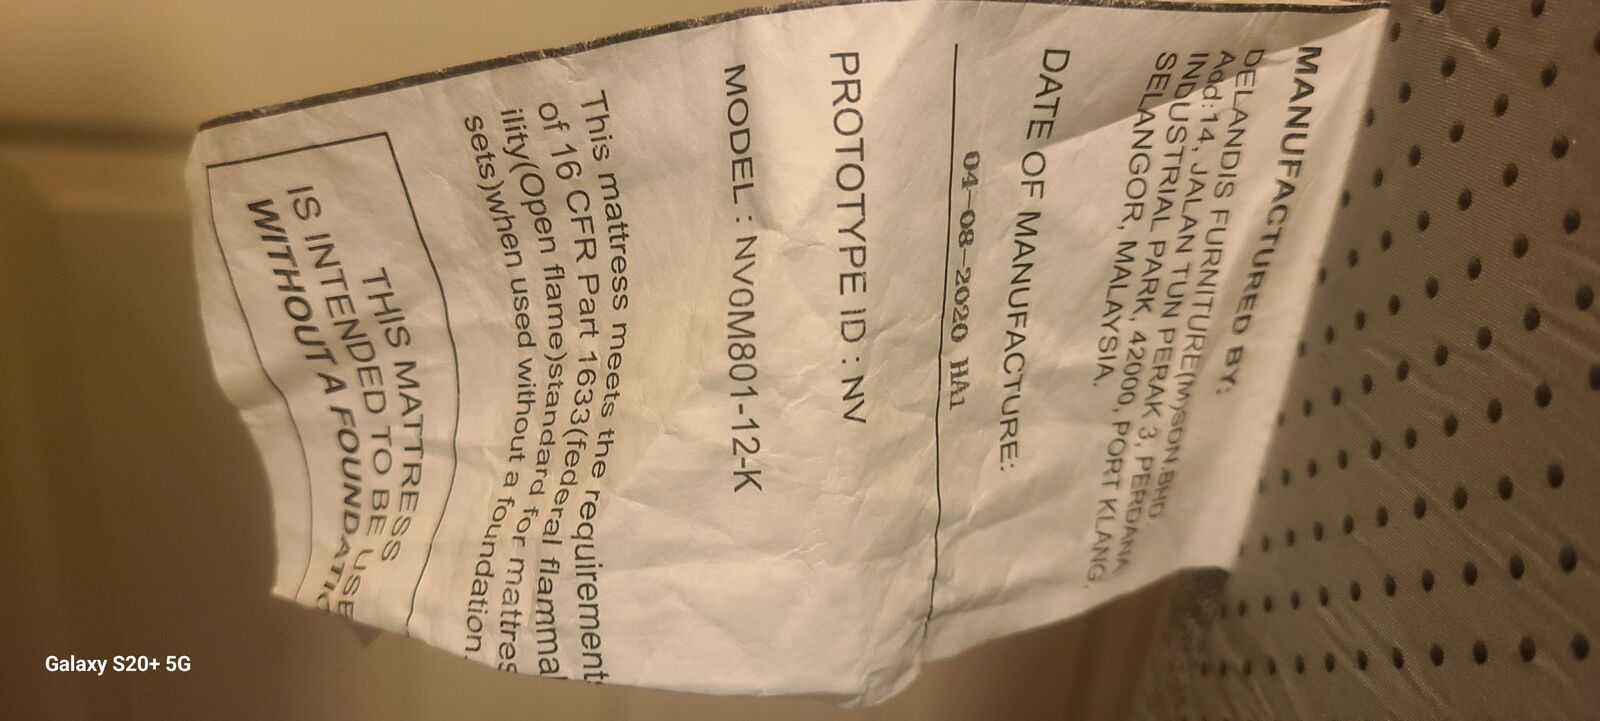 MANUFACTURED BY:
DELANDIS FURNITURE(M)SDN.BHD.
Add:14, JALAN TUN PERAK 3, PERDANA
INDUSTRIAL PARK, 42000, PORT KLANG,
SELANGOR, MALAYSIA.
DATE OF MANUFACTURE:
04-08-2020 HA1
PROTOTYPE ID : NV
MODEL : NV0M801-12-K
This mattress meets the requirement
of 16 CFR Part 1633(federal flamma
ility(Open flame)standard for mattres
sets)when used without a foundation.
THIS MATTRESS
IS INTENDED TO BE USE
WITHOUT A FOUNDATIO
Galaxy S20+ 5G